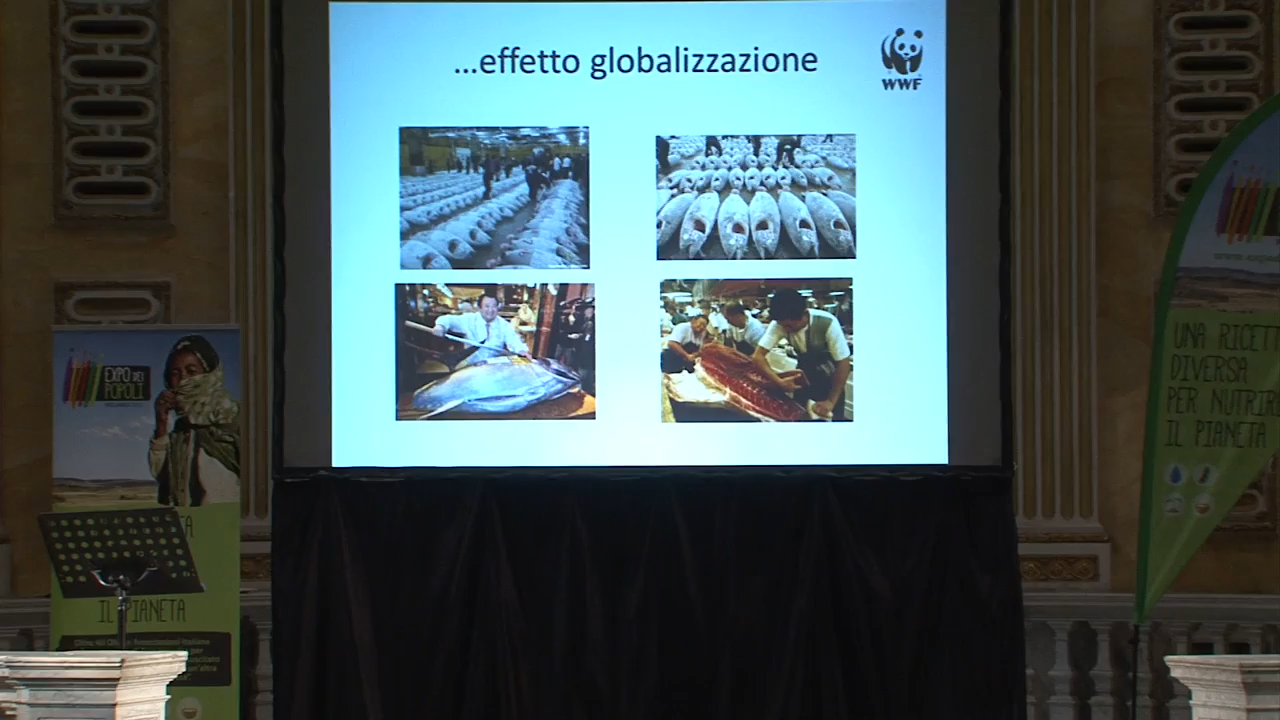 ...effetto globalizzazione
WWF
EXPO DEI
POPOLI
IL PIANETA
UNA RICETT
DIVERSA
PER NUTRIR
IL PIANETA